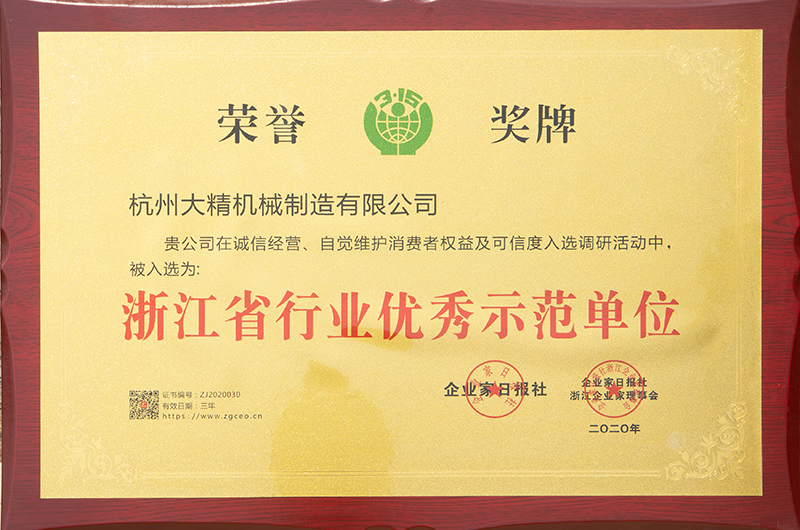 荣誉 3·15 奖牌
杭州大精机械制造有限公司
贵公司在诚信经营、自觉维护消费者权益及可信度入选调研活动中,
被入选为:
浙江省行业优秀示范单位
证书编号: ZJ2020030
有效日期: 三年
https://www.zgceo.cn
企业家日报社
企业家日报社
浙江企业家理事会
二〇二〇年